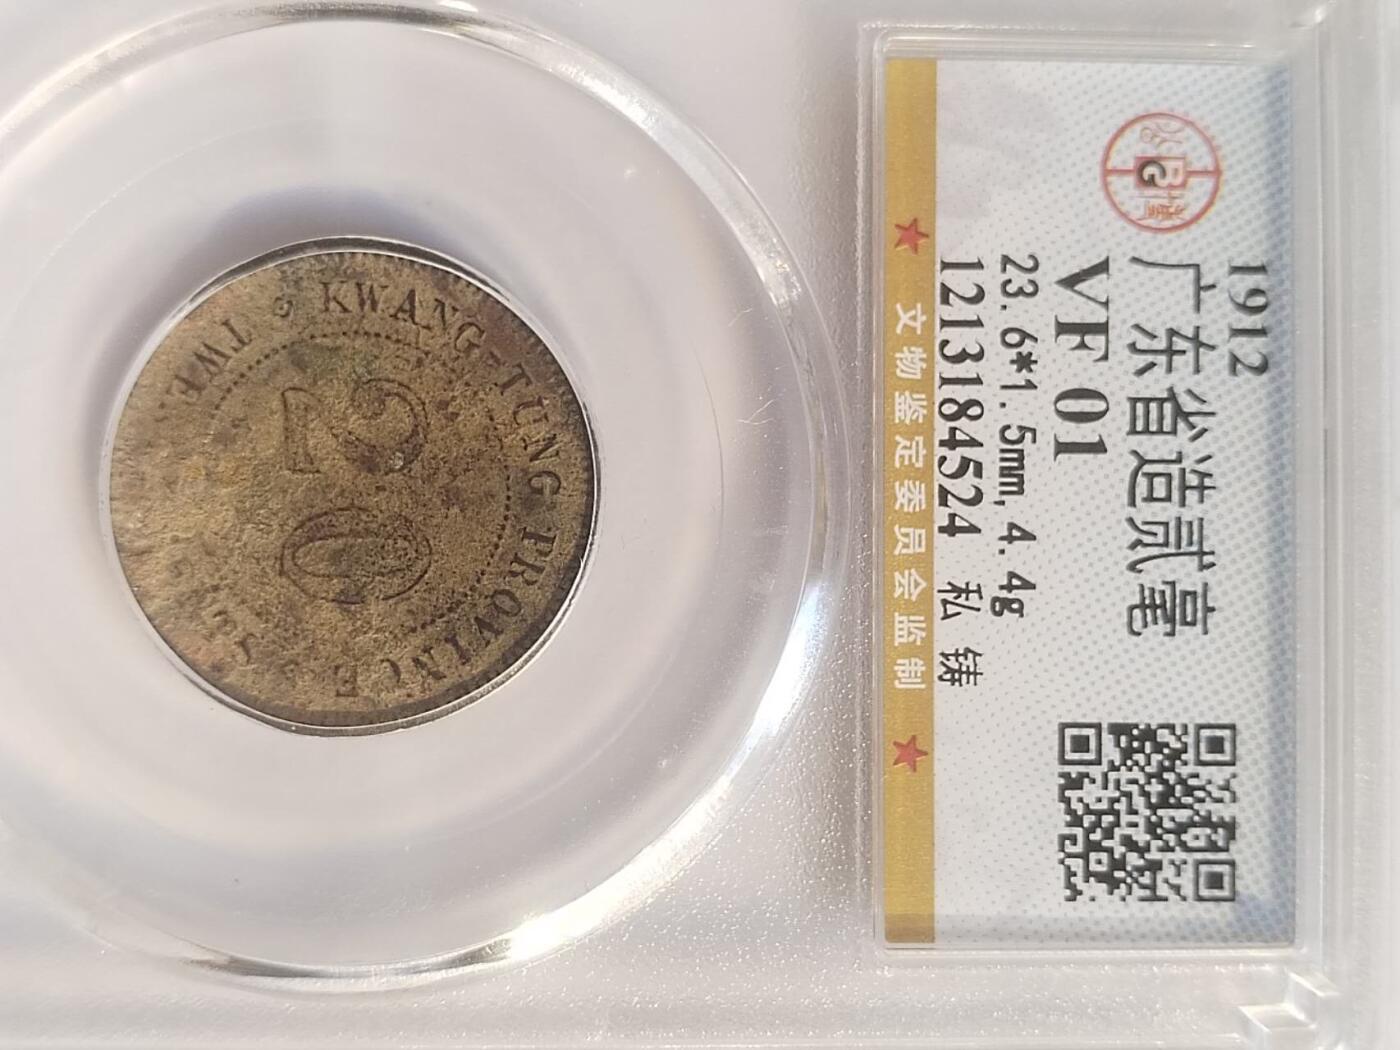 1912
广东省造贰毫
VF 01
23.6*1.5mm, 4.4g
1213184524 私 铸
★ 文物鉴定委员会监制 ★
KWANG-TUNG PROVINCE
20